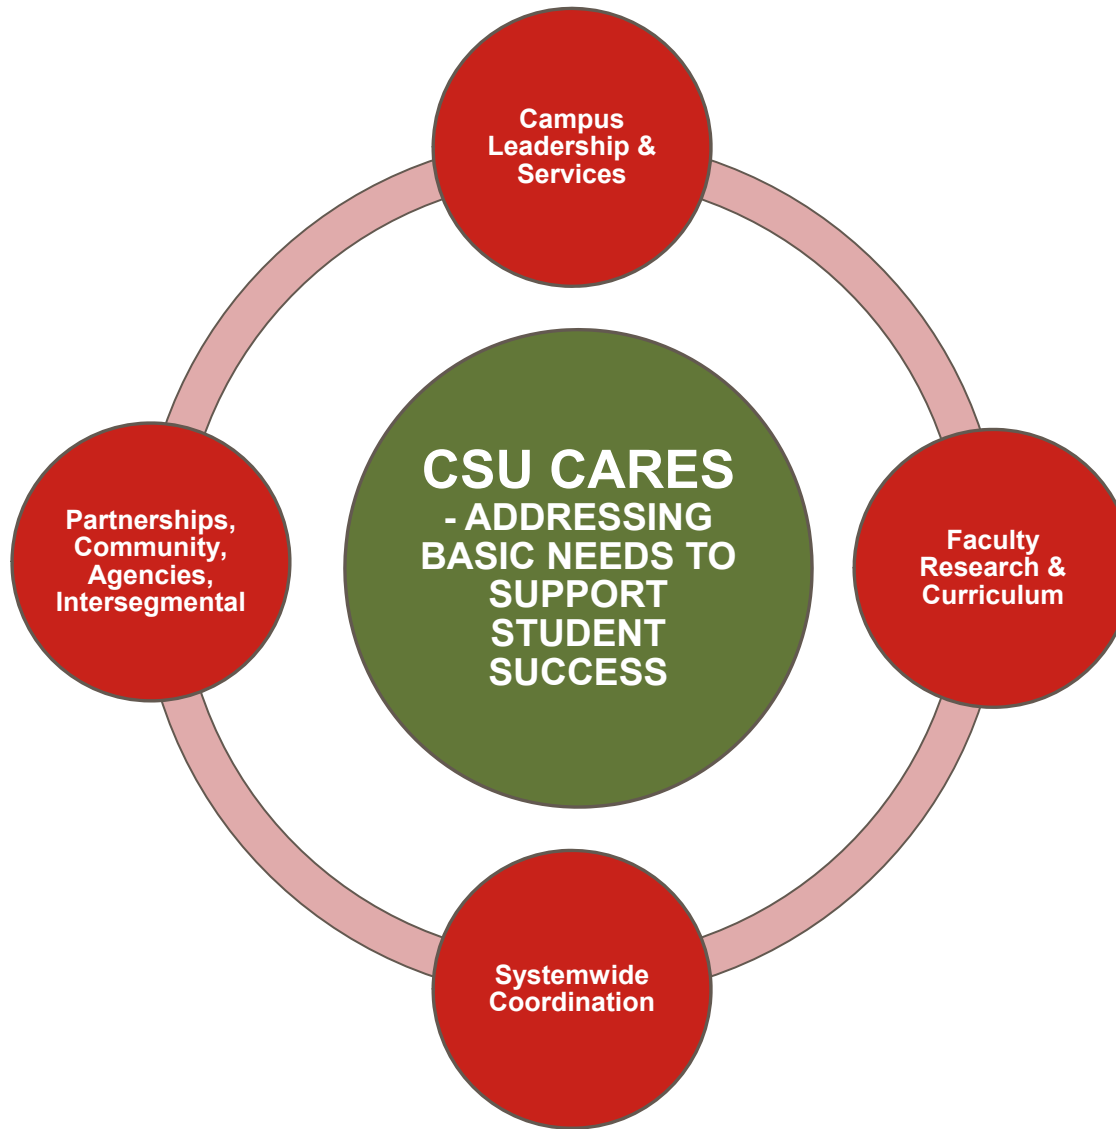 Campus
Leadership &
Services
Partnerships,
Community,
Agencies,
Intersegmental
CSU CARES
- ADDRESSING
BASIC NEEDS TO
SUPPORT
STUDENT
SUCCESS
Faculty
Research &
Curriculum
Systemwide
Coordination